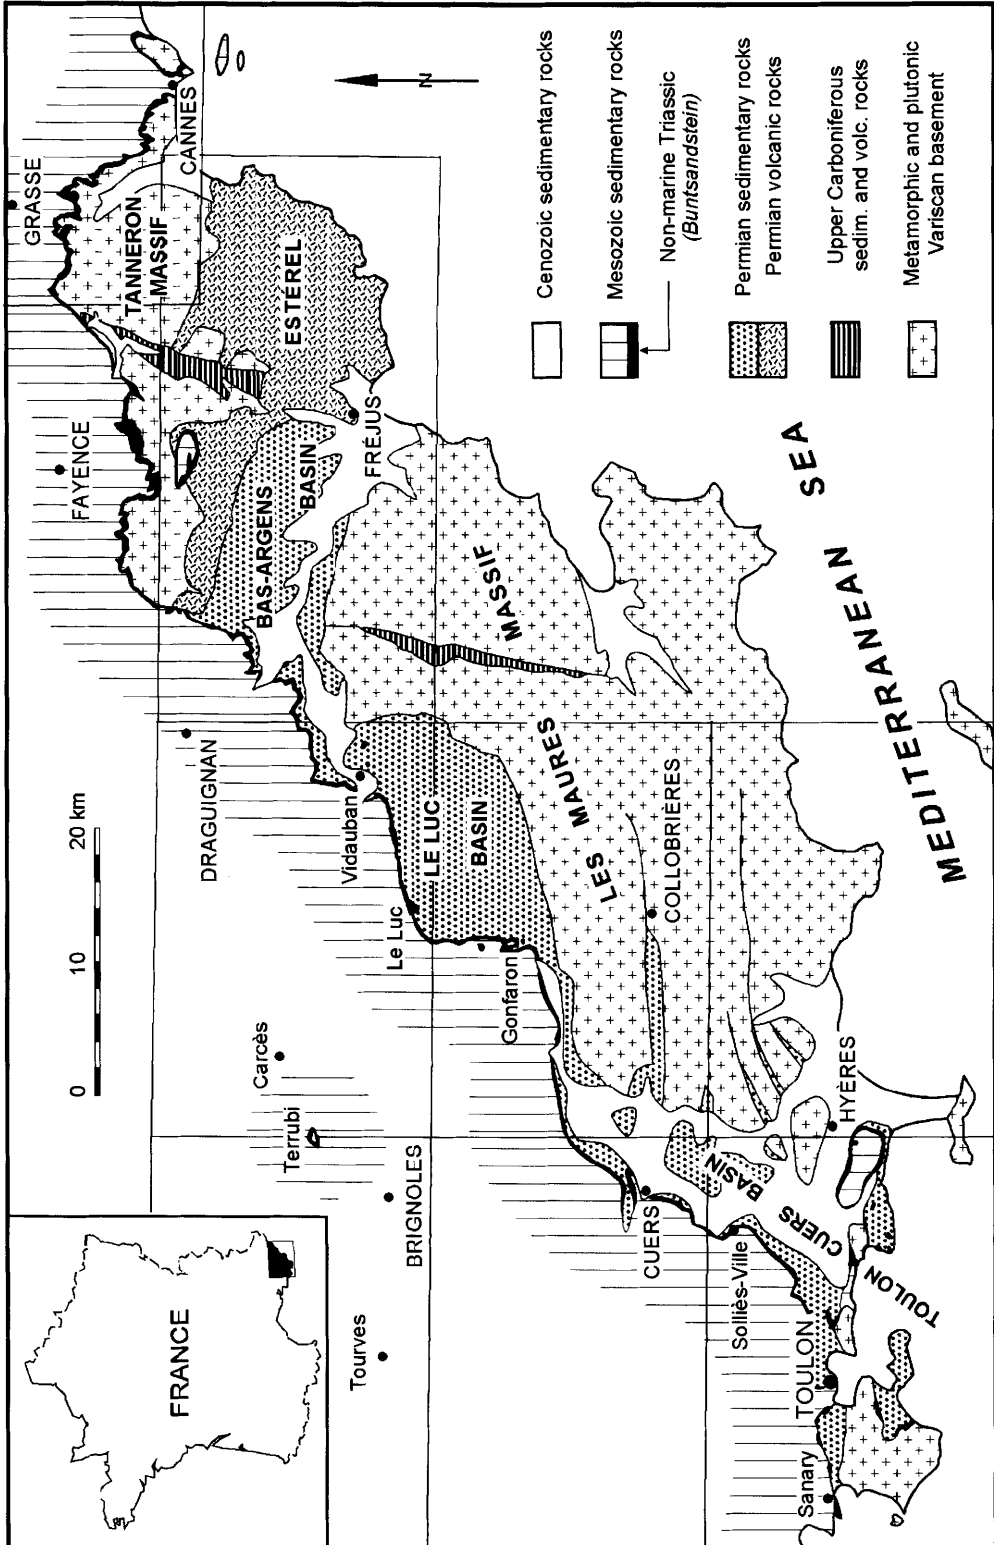 GRASSE
CANNES
TANNERON
MASSIF
ESTEREL
FAYENCE
FRÉJUS
BAS-ARGENS
BASIN
DRAGUIGNAN
Vidauban
LE LUC
BASIN
Le Luc
Gonfaron
LES MAURES
MASSIF
COLLOBRIÈRES
Carcès
Terrubi
BRIGNOLES
Tourves
CUERS
Solliès-Ville
TOULON
Sanary
HYÈRES
TOULON
CUERS
BASIN
MEDITERRANEAN SEA
FRANCE
0
10
20 km
N
Cenozoic sedimentary rocks
Mesozoic sedimentary rocks
Non-marine Triassic
(Buntsandstein)
Permian sedimentary rocks
Permian volcanic rocks
Upper Carboniferous
sedim. and volc. rocks
Metamorphic and plutonic
Variscan basement